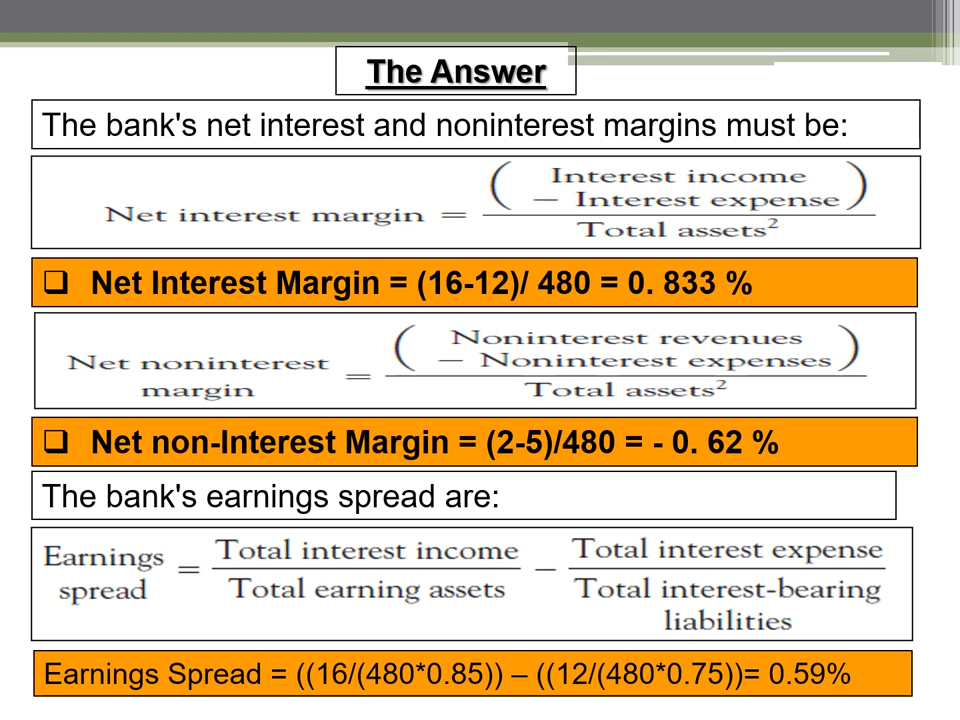 The Answer
The bank's net interest and noninterest margins must be:
Net interest margin = (Interest income − Interest expense) / Total assets²
❑ Net Interest Margin = (16-12)/ 480 = 0. 833 %
Net noninterest margin = (Noninterest revenues − Noninterest expenses) / Total assets²
❑ Net non-Interest Margin = (2-5)/480 = - 0. 62 %
The bank's earnings spread are:
Earnings spread = Total interest income / Total earning assets − Total interest expense / Total interest-bearing liabilities
Earnings Spread = ((16/(480*0.85)) – ((12/(480*0.75))= 0.59%